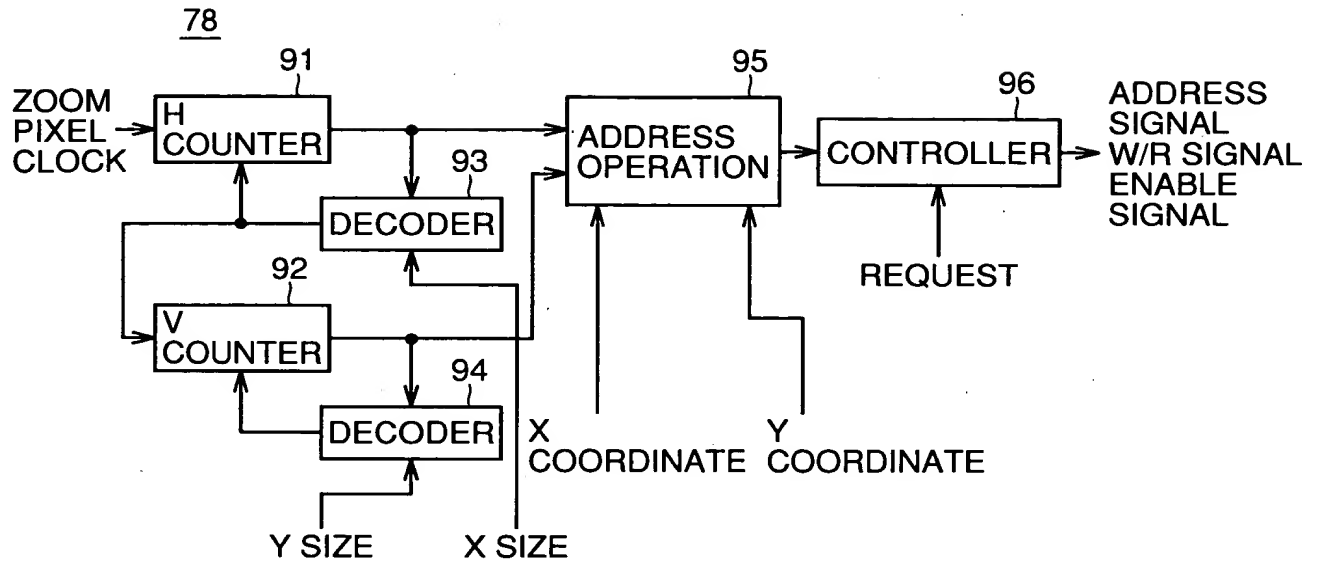 78
91
95
96
ZOOM
PIXEL
CLOCK
H
COUNTER
ADDRESS
OPERATION
CONTROLLER
ADDRESS
SIGNAL
W/R SIGNAL
ENABLE
SIGNAL
93
DECODER
REQUEST
92
V
COUNTER
94
DECODER
X
COORDINATE
Y
COORDINATE
Y SIZE
X SIZE